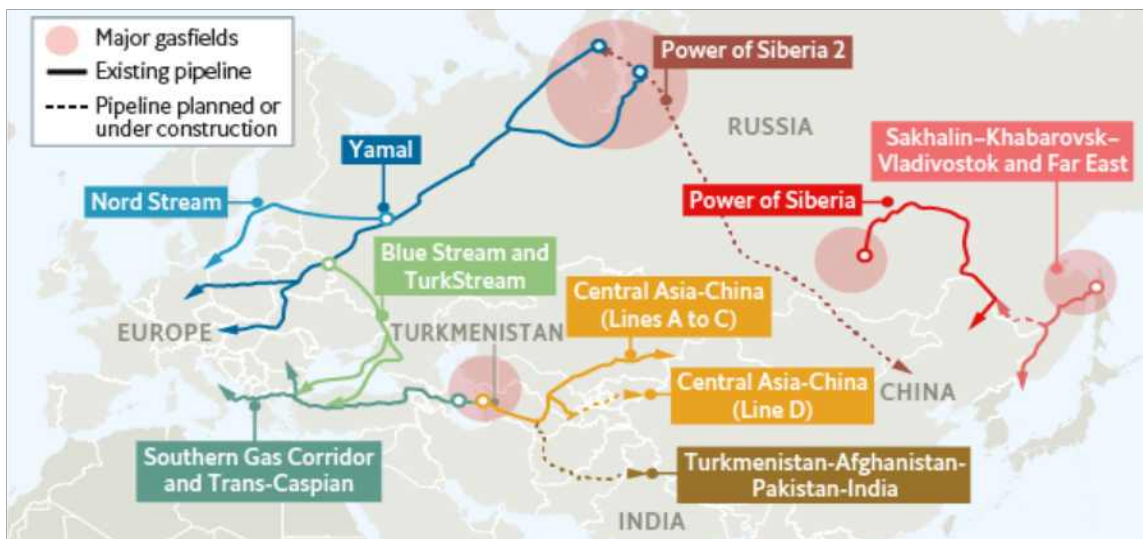 Major gasfields
Existing pipeline
Pipeline planned or
under construction
Power of Siberia 2
RUSSIA
Yamal
Sakhalin–Khabarovsk–
Vladivostok and Far East
Nord Stream
Power of Siberia
Blue Stream and
TurkStream
Central Asia-China
(Lines A to C)
EUROPE
TURKMENISTAN
Central Asia-China
(Line D)
CHINA
Southern Gas Corridor
and Trans-Caspian
Turkmenistan-Afghanistan-
Pakistan-India
INDIA